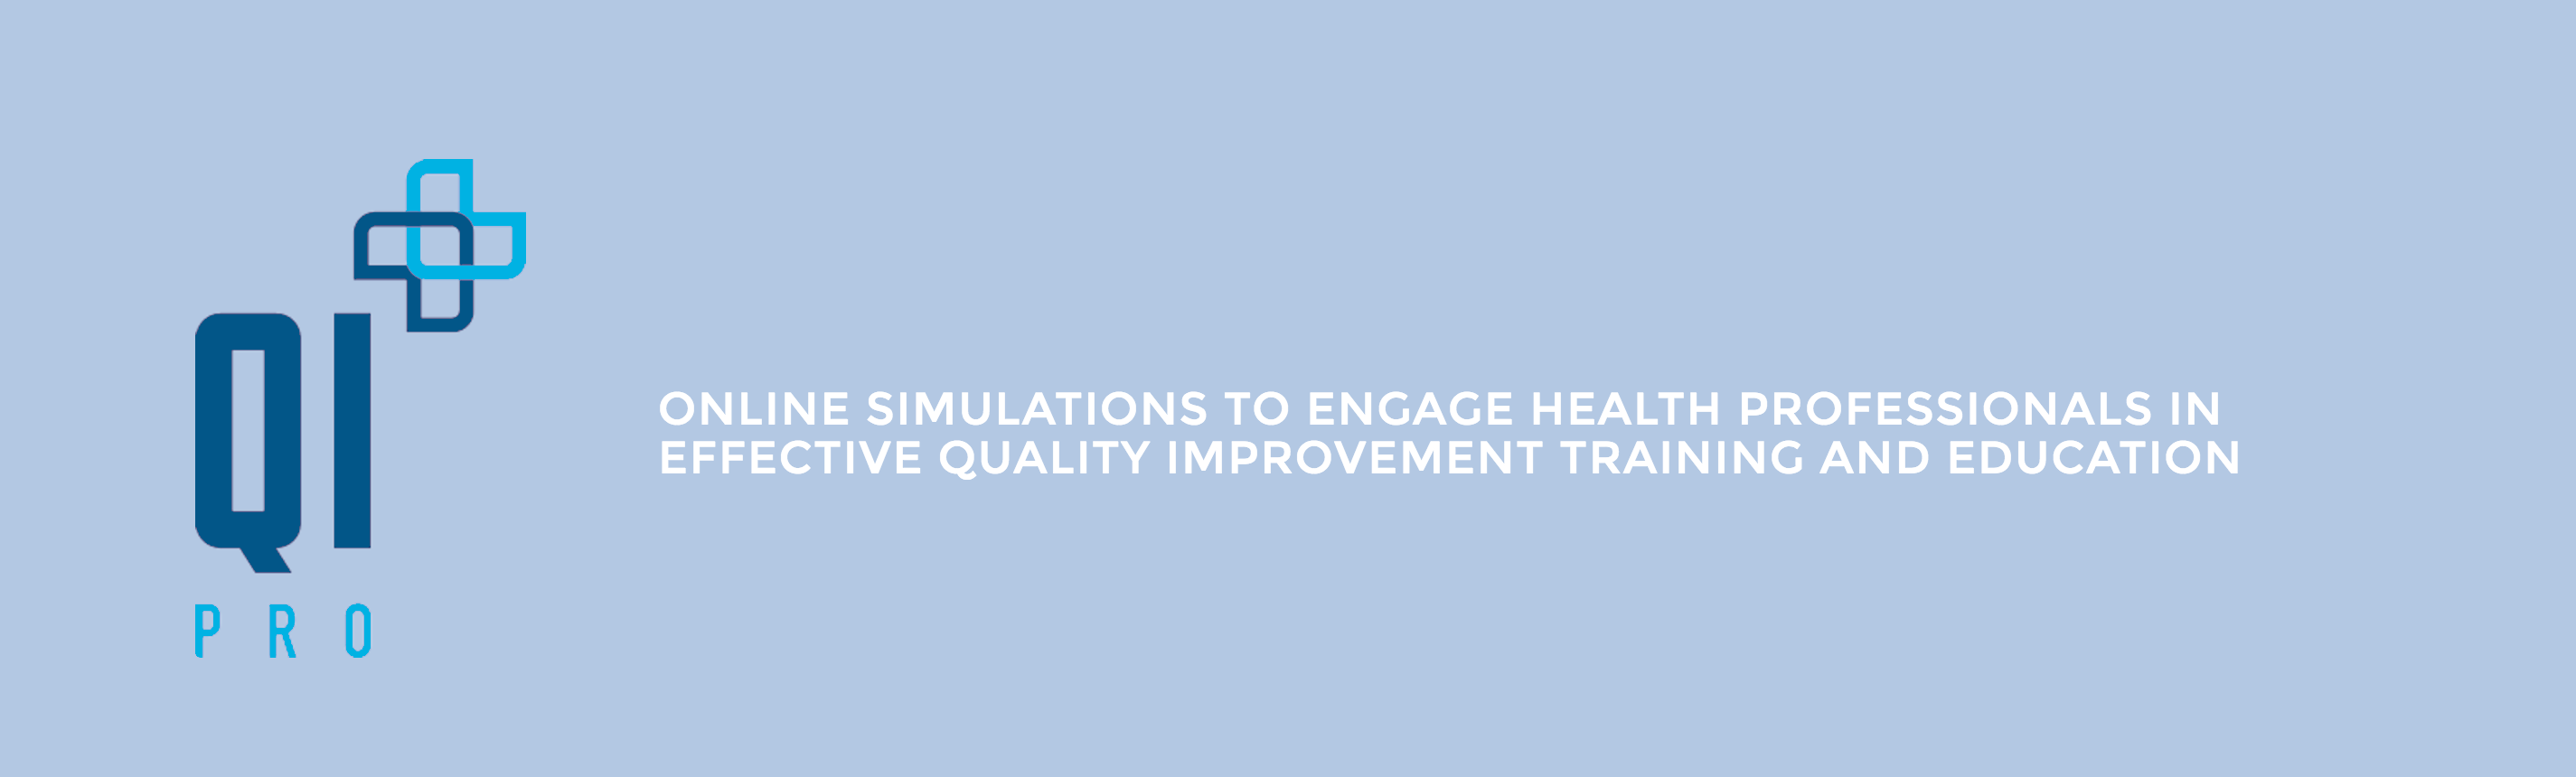 QI
PRO
ONLINE SIMULATIONS TO ENGAGE HEALTH PROFESSIONALS IN
EFFECTIVE QUALITY IMPROVEMENT TRAINING AND EDUCATION